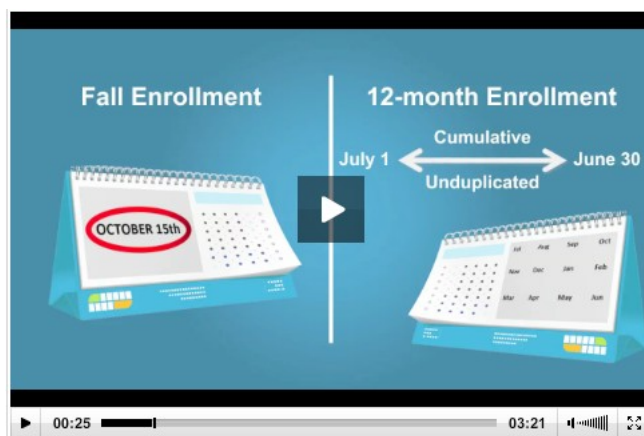 Fall Enrollment
OCTOBER 15th
12-month Enrollment
Cumulative
July 1
June 30
Unduplicated
Jul Aug Sep Oct
Nov Dec Jan Feb
Mar Apr May Jun
00:25
03:21